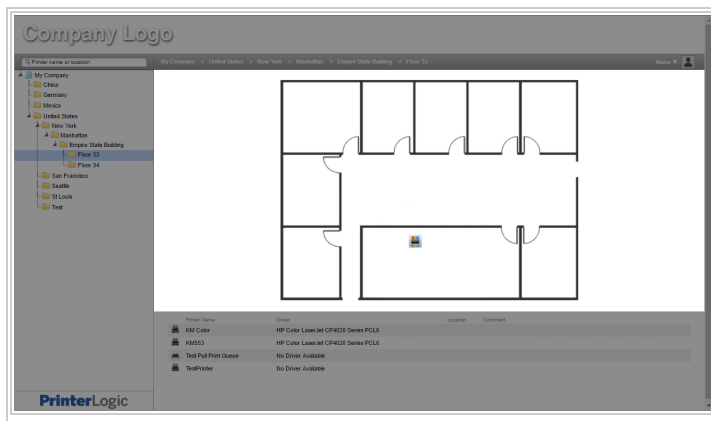 Company Logo
Printer name or location
My Company > United States > New York > Manhattan > Empire State Building > Floor 33
Menu ▼
My Company
China
Germany
Mexico
United States
New York
Manhattan
Empire State Building
Floor 33
Floor 34
San Francisco
Seattle
St Louis
Test
Printer Name Driver Location Comment
KM Color HP Color LaserJet CP4020 Series PCL6
KM553 HP Color LaserJet CP4020 Series PCL6
Test Pull Print Queue No Driver Available
TestPrinter No Driver Available
PrinterLogic